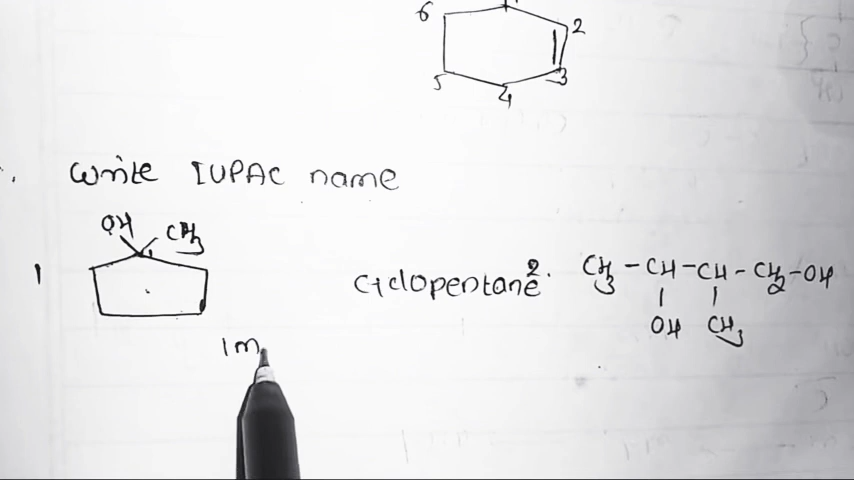 6
2
5
3
4
Write IUPAC name
OH CH3
1
1
Cyclopentane
2. CH3 - CH - CH - CH2 - OH
OH CH3
1m